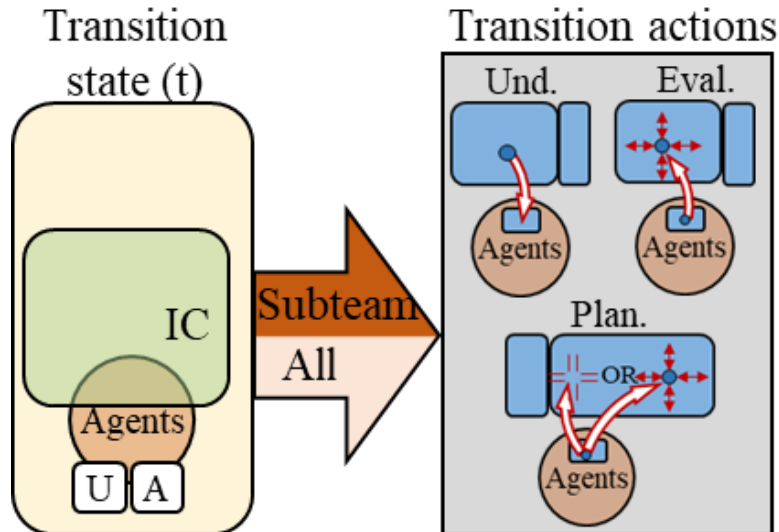 Transition
state (t)
IC
Agents
U A
Subteam
All
Transition actions
Und. Eval.
Agents Agents
Plan.
OR
Agents